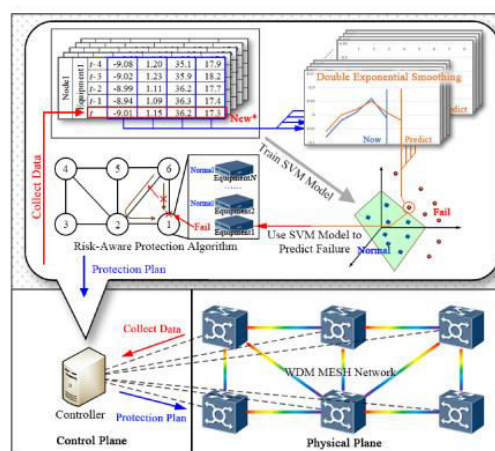 Node1
Equipment1
t-4 -9.08 1.20 35.1 17.9
t-3 -9.02 1.23 35.9 18.2
t-2 -8.99 1.11 36.2 17.7
t-1 -8.94 1.09 36.3 17.4
t -9.01 1.15 36.2 17.3
New*
Double Exponential Smoothing
Now
Predict
Predict
Collect Data
Train SVM Model
4
5
6
3
2
1
Normal
EquipmentN
......
Normal
Equipment2
Fail
Equipment1
Risk-Aware Protection Algorithm
Use SVM Model to
Predict Failure
Fail
Normal
Protection Plan
Collect Data
Controller
Protection Plan
Control Plane
WDM MESH Network
Physical Plane